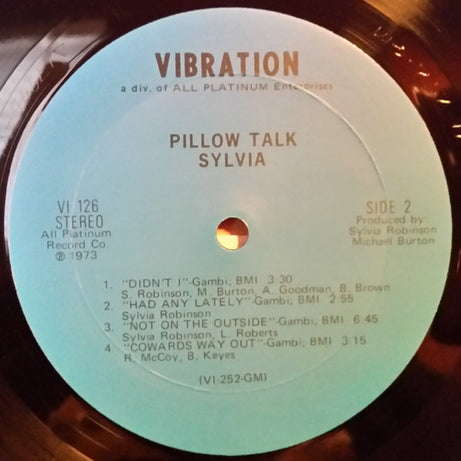 VIBRATION
a div. of ALL PLATINUM Enterprises
PILLOW TALK
SYLVIA
VI 126
STEREO
All Platinum
Record Co.
℗ 1973
SIDE 2
Produced by:
Sylvia Robinson
Michael Burton
1. "DIDN'T I"-Gambi; BMI 3:30
S. Robinson, M. Burton, A. Goodman, B. Brown
2. "HAD ANY LATELY"-Gambi; BMI 2:55
Sylvia Robinson
3. "NOT ON THE OUTSIDE"-Gambi; BMI 6:45
Sylvia Robinson, L. Roberts
4. "COWARDS WAY OUT"-Gambi; BMI 3:15
R. McCoy, B. Keyes
(VI-252-GM)